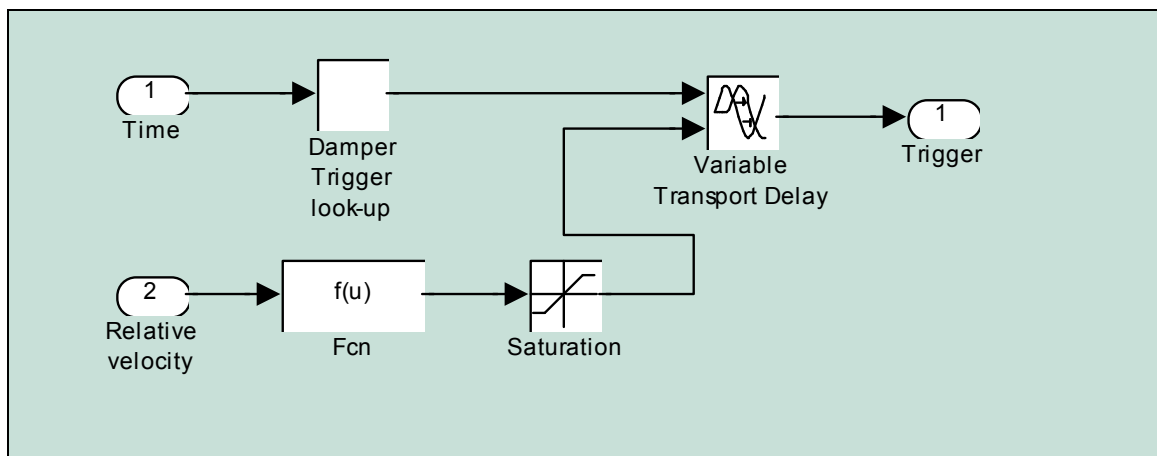 1
Time
Damper
Trigger
look-up
Variable
Transport Delay
1
Trigger
2
Relative
velocity
f(u)
Fcn
Saturation